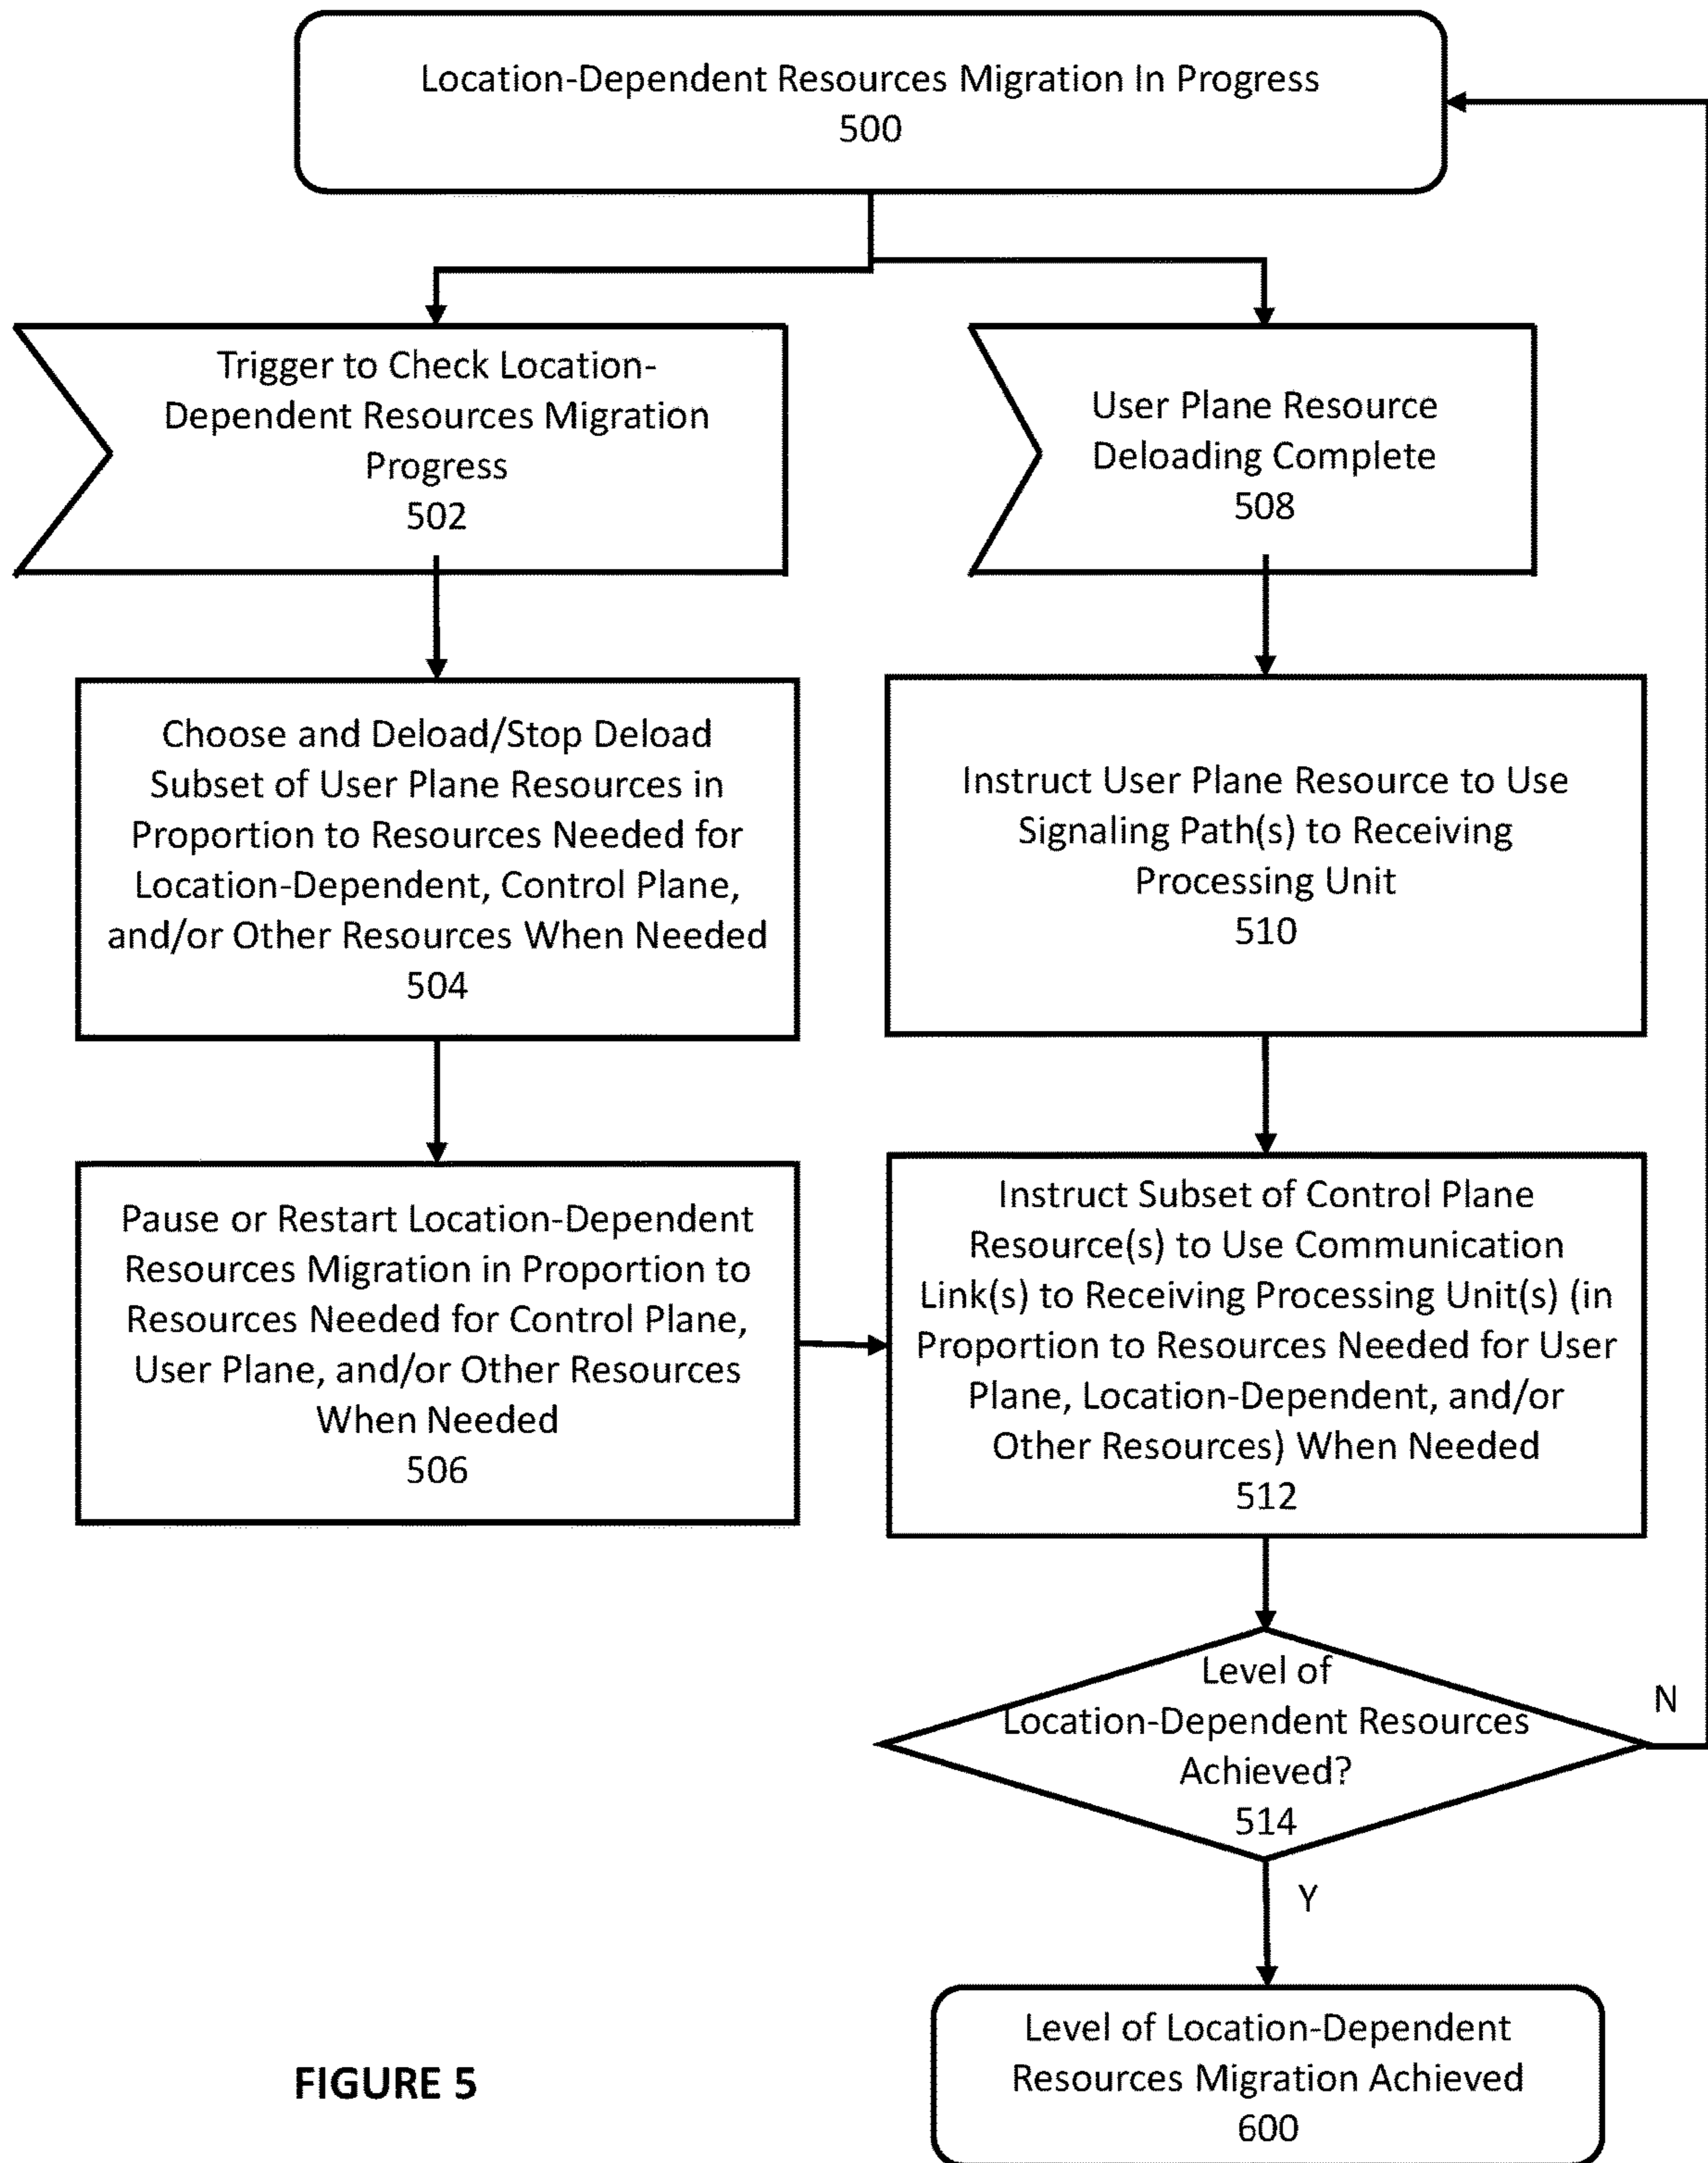 Location-Dependent Resources Migration In Progress
500
Trigger to Check Location-
Dependent Resources Migration
Progress
502
User Plane Resource
Deloading Complete
508
Choose and Deload/Stop Deload
Subset of User Plane Resources in
Proportion to Resources Needed for
Location-Dependent, Control Plane,
and/or Other Resources When Needed
504
Instruct User Plane Resource to Use
Signaling Path(s) to Receiving
Processing Unit
510
Pause or Restart Location-Dependent
Resources Migration in Proportion to
Resources Needed for Control Plane,
User Plane, and/or Other Resources
When Needed
506
Instruct Subset of Control Plane
Resource(s) to Use Communication
Link(s) to Receiving Processing Unit(s) (in
Proportion to Resources Needed for User
Plane, Location-Dependent, and/or
Other Resources) When Needed
512
Level of
Location-Dependent Resources
Achieved?
514
N
Y
Level of Location-Dependent
Resources Migration Achieved
600
FIGURE 5